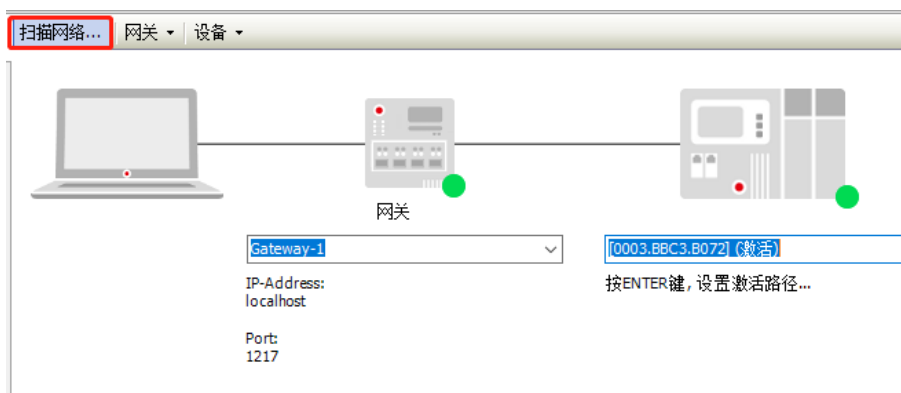 扫描网络... 网关 设备
网关
Gateway-1
[0003.BBC3.B072] (激活)
IP-Address:
localhost
按ENTER键, 设置激活路径...
Port:
1217